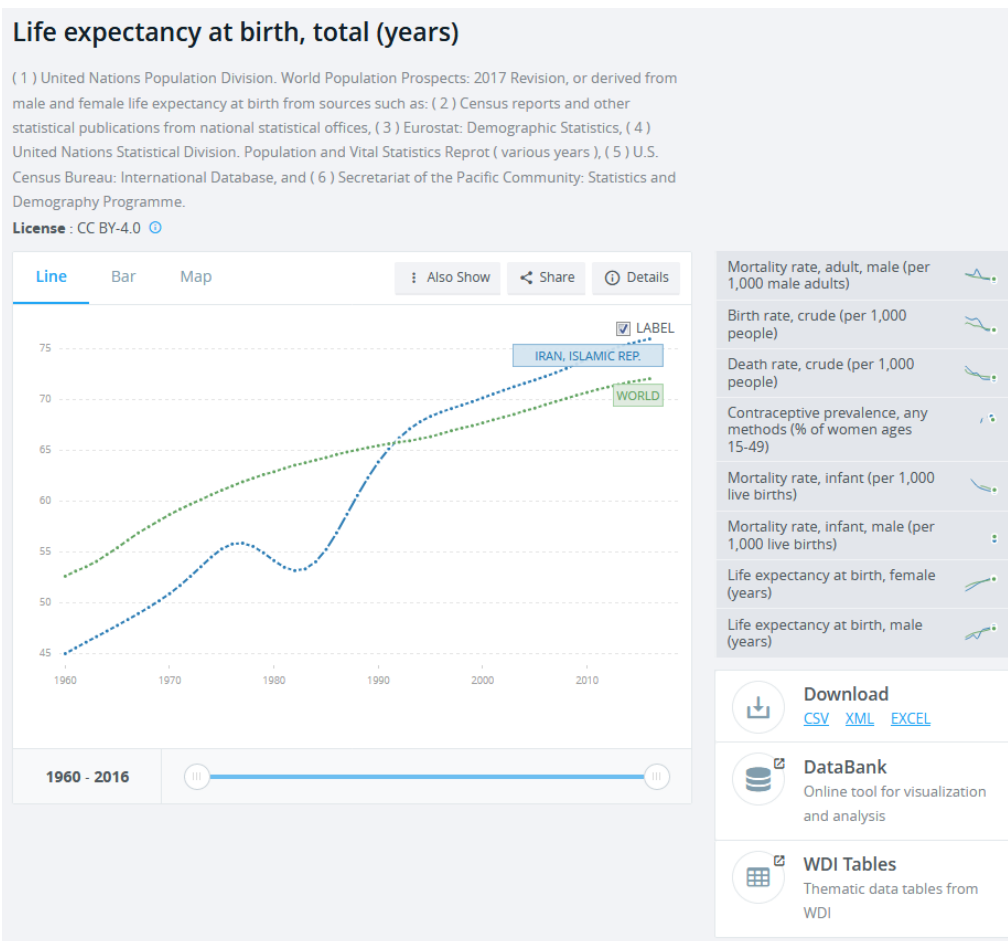 Life expectancy at birth, total (years)
( 1 ) United Nations Population Division. World Population Prospects: 2017 Revision, or derived from
male and female life expectancy at birth from sources such as: ( 2 ) Census reports and other
statistical publications from national statistical offices, ( 3 ) Eurostat: Demographic Statistics, ( 4 )
United Nations Statistical Division. Population and Vital Statistics Reprot ( various years ), ( 5 ) U.S.
Census Bureau: International Database, and ( 6 ) Secretariat of the Pacific Community: Statistics and
Demography Programme.
License : CC BY-4.0
Line Bar Map Also Show Share Details
LABEL
75
IRAN, ISLAMIC REP.
70
WORLD
65
60
55
50
45
1960 1970 1980 1990 2000 2010
1960 - 2016
Mortality rate, adult, male (per
1,000 male adults)
Birth rate, crude (per 1,000
people)
Death rate, crude (per 1,000
people)
Contraceptive prevalence, any
methods (% of women ages
15-49)
Mortality rate, infant (per 1,000
live births)
Mortality rate, infant, male (per
1,000 live births)
Life expectancy at birth, female
(years)
Life expectancy at birth, male
(years)
Download
CSV XML EXCEL
DataBank
Online tool for visualization
and analysis
WDI Tables
Thematic data tables from
WDI